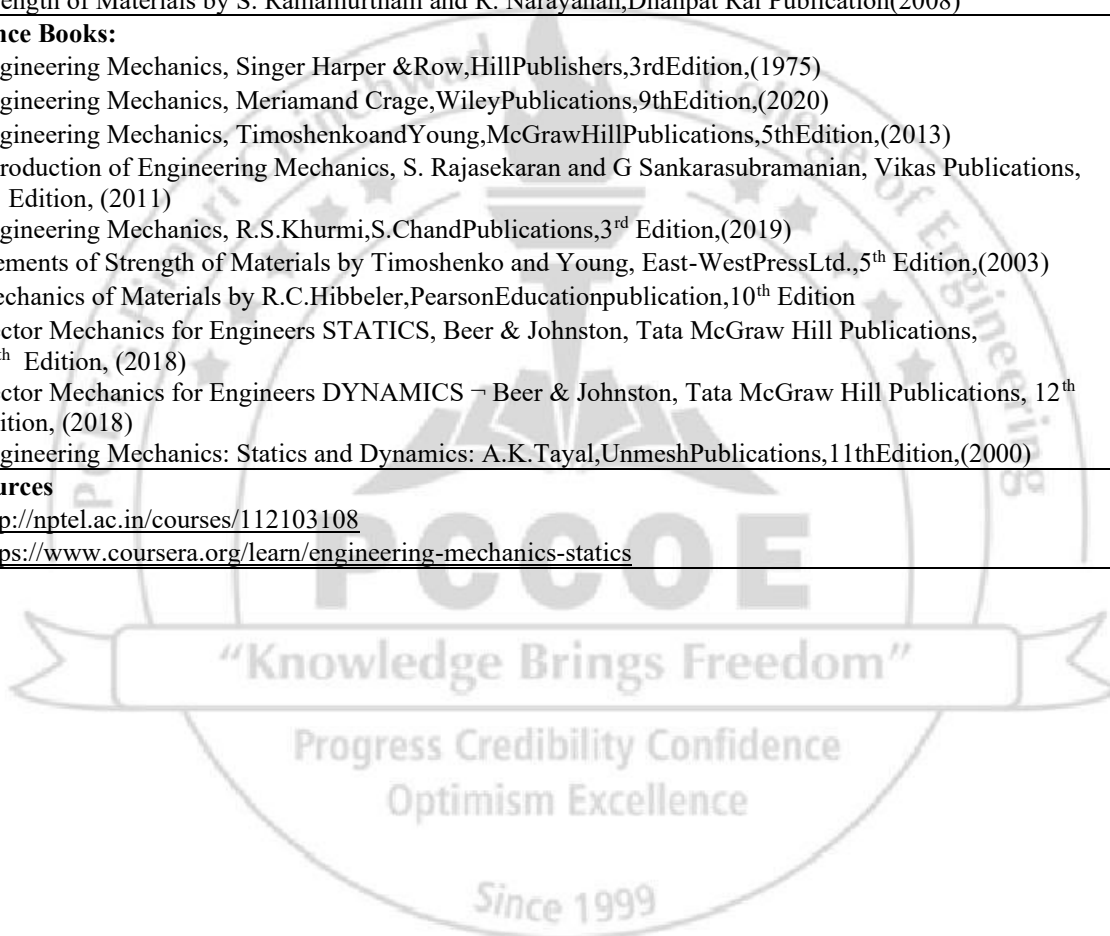 rength of Materials by S. Ramamurtham and R. Narayanan,Dhanpat Rai Publication(2008)
nce Books:
gineering Mechanics, Singer Harper &Row,HillPublishers,3rdEdition,(1975)
gineering Mechanics, Meriamand Crage,WileyPublications,9thEdition,(2020)
gineering Mechanics, TimoshenkoandYoung,McGrawHillPublications,5thEdition,(2013)
roduction of Engineering Mechanics, S. Rajasekaran and G Sankarasubramanian, Vikas Publications,
Edition, (2011)
gineering Mechanics, R.S.Khurmi,S.ChandPublications,3rd Edition,(2019)
ements of Strength of Materials by Timoshenko and Young, East-WestPressLtd.,5th Edition,(2003)
echanics of Materials by R.C.Hibbeler,PearsonEducationpublication,10th Edition
ctor Mechanics for Engineers STATICS, Beer & Johnston, Tata McGraw Hill Publications,
th Edition, (2018)
ctor Mechanics for Engineers DYNAMICS ¬ Beer & Johnston, Tata McGraw Hill Publications, 12th
ition, (2018)
gineering Mechanics: Statics and Dynamics: A.K.Tayal,UnmeshPublications,11thEdition,(2000)
urces
p://nptel.ac.in/courses/112103108
ps://www.coursera.org/learn/engineering-mechanics-statics
Pimpri Chinchwad College of Engineering
PCCOE
"Knowledge Brings Freedom"
Progress Credibility Confidence
Optimism Excellence
Since 1999